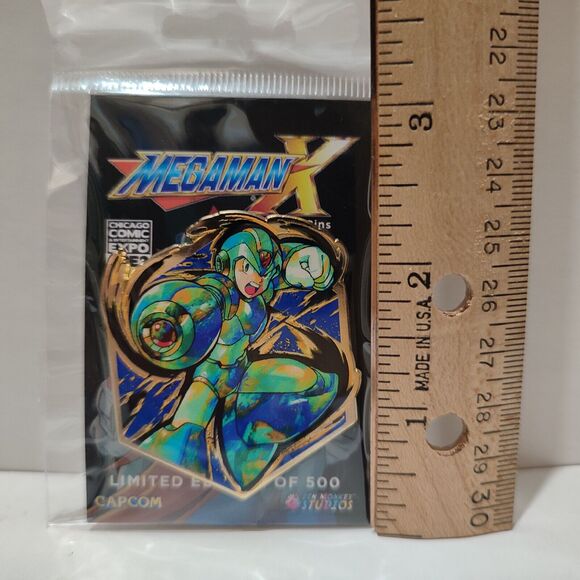 MEGAMAN X
CHICAGO
COMIC
& ENTERTAINMENT
EXPO
LIMITED OF 500
CAPCOM
STUDIOS
MADE IN U.S.A.
3
2
1
22
23
24
25
26
27
28
29
30